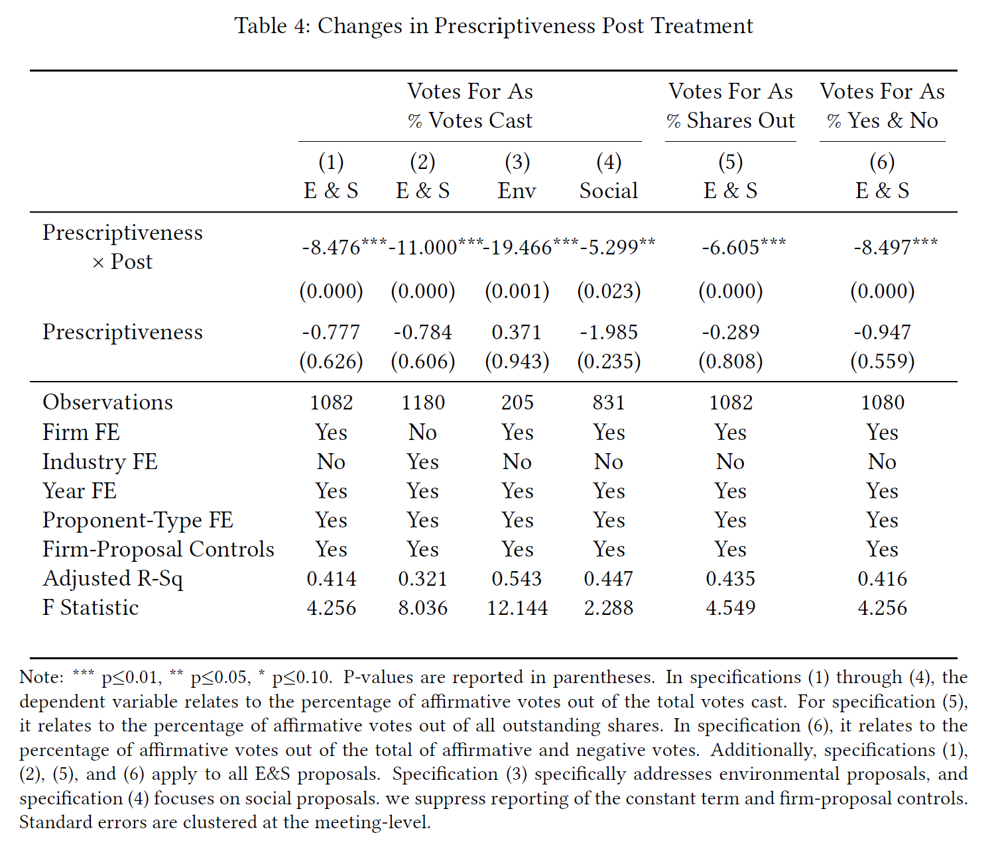 Table 4: Changes in Prescriptiveness Post Treatment
Votes For As Votes For As Votes For As
% Votes Cast % Shares Out % Yes & No
(1) (2) (3) (4) (5) (6)
E & S E & S Env Social E & S E & S
Prescriptiveness
× Post -8.476*** -11.000*** -19.466*** -5.299** -6.605*** -8.497***
(0.000) (0.000) (0.001) (0.023) (0.000) (0.000)
Prescriptiveness -0.777 -0.784 0.371 -1.985 -0.289 -0.947
(0.626) (0.606) (0.943) (0.235) (0.808) (0.559)
Observations 1082 1180 205 831 1082 1080
Firm FE Yes No Yes Yes Yes Yes
Industry FE No Yes No No No No
Year FE Yes Yes Yes Yes Yes Yes
Proponent-Type FE Yes Yes Yes Yes Yes Yes
Firm-Proposal Controls Yes Yes Yes Yes Yes Yes
Adjusted R-Sq 0.414 0.321 0.543 0.447 0.435 0.416
F Statistic 4.256 8.036 12.144 2.288 4.549 4.256
Note: *** p≤0.01, ** p≤0.05, * p≤0.10. P-values are reported in parentheses. In specifications (1) through (4), the
dependent variable relates to the percentage of affirmative votes out of the total votes cast. For specification (5),
it relates to the percentage of affirmative votes out of all outstanding shares. In specification (6), it relates to the
percentage of affirmative votes out of the total of affirmative and negative votes. Additionally, specifications (1),
(2), (5), and (6) apply to all E&S proposals. Specification (3) specifically addresses environmental proposals, and
specification (4) focuses on social proposals. we suppress reporting of the constant term and firm-proposal controls.
Standard errors are clustered at the meeting-level.